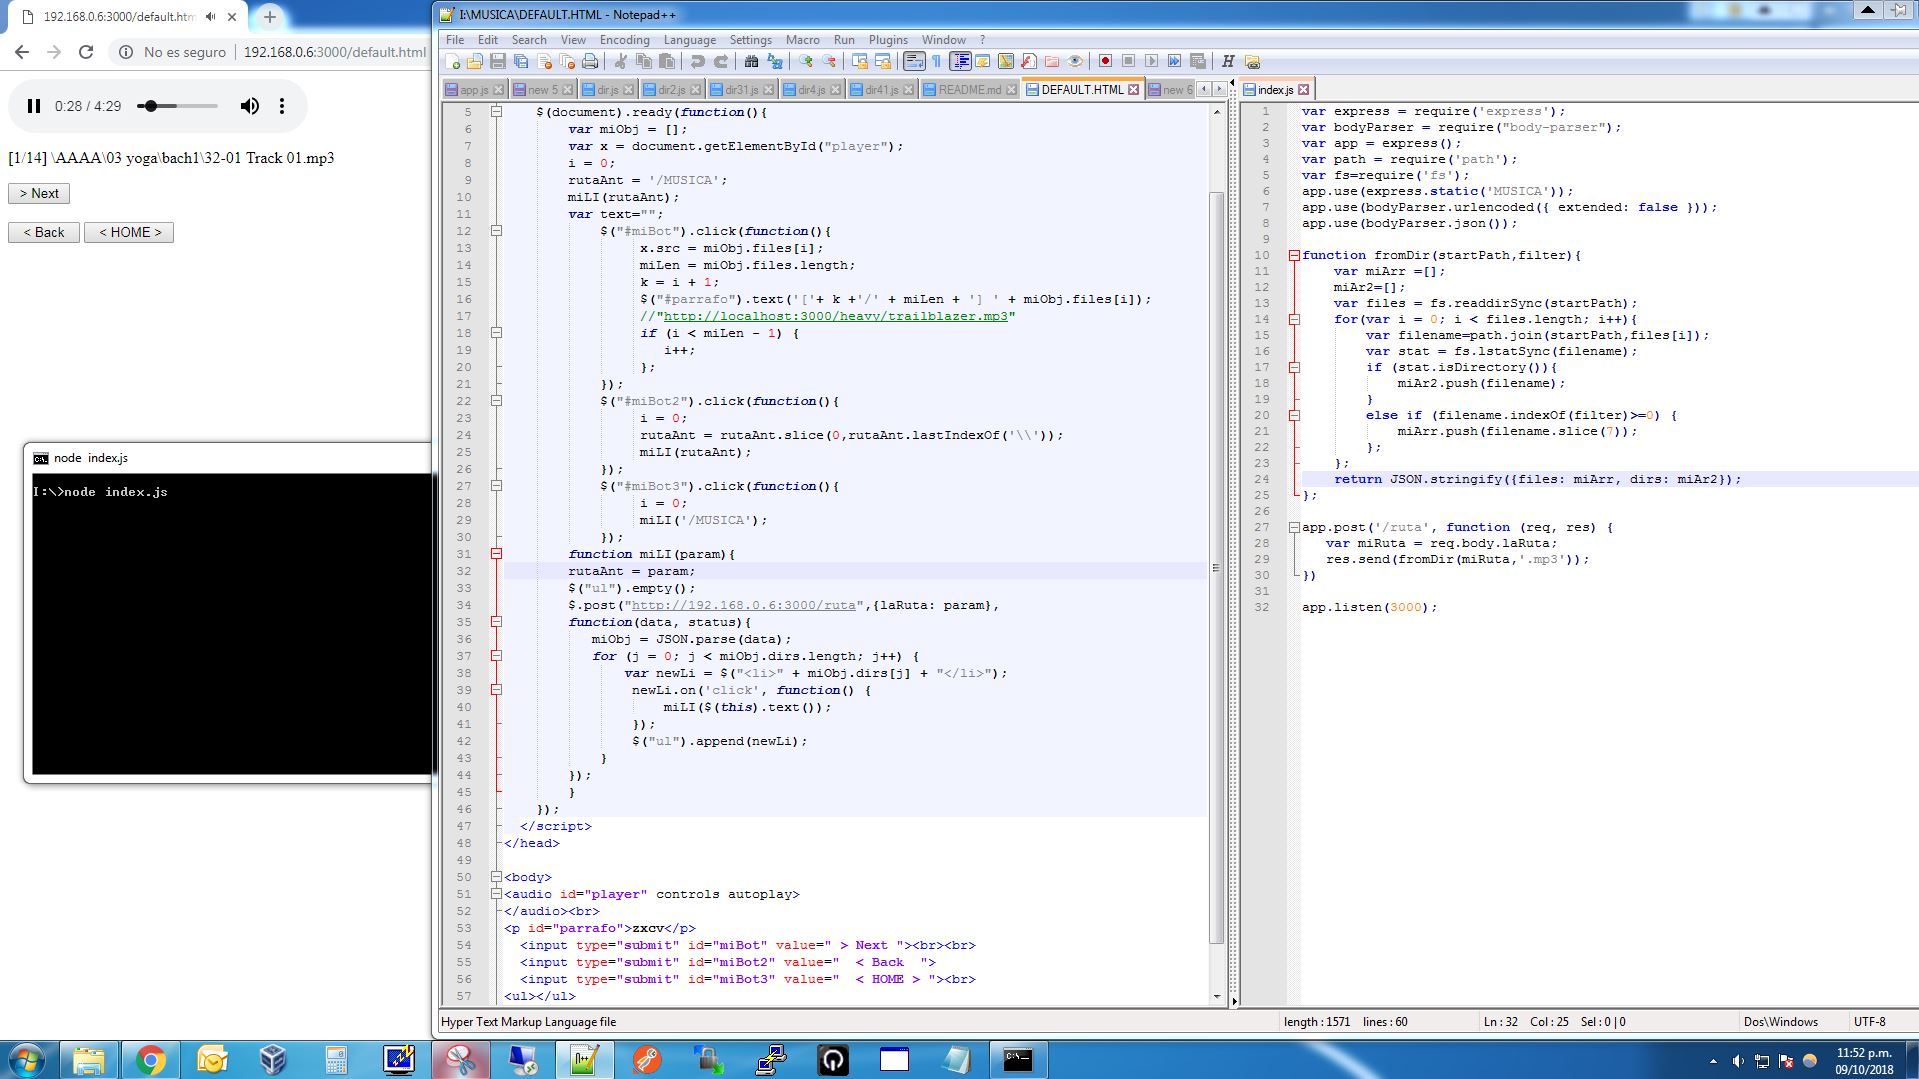 192.168.0.6:3000/default.htm
No es seguro
192.168.0.6:3000/default.html
0:28 / 4:29
[1/14] \AAAA\03 yoga\bach1\32-01 Track 01.mp3
> Next
< Back
< HOME >
node index.js
I:\>node index.js
I:\MUSICA\DEFAULT.HTML - Notepad++
File Edit Search View Encoding Language Settings Macro Run Plugins Window ?
app.js new 5 dir.js dir2.js dir31.js dir4.js dir41.js README.md DEFAULT.HTML new 6
5 $(document).ready(function(){
6 var miObj = [];
7 var x = document.getElementById("player");
8 i = 0;
9 rutaAnt = '/MUSICA';
10 miLI(rutaAnt);
11 var text="";
12 $("#miBot").click(function(){
13 x.src = miObj.files[i];
14 miLen = miObj.files.length;
15 k = i + 1;
16 $("#parrafo").text('['+ k +'/' + miLen + '] ' + miObj.files[i]);
17 //"http://localhost:3000/heavy/trailblazer.mp3"
18 if (i < miLen - 1) {
19 i++;
20 };
21 });
22 $("#miBot2").click(function(){
23 i = 0;
24 rutaAnt = rutaAnt.slice(0,rutaAnt.lastIndexOf('\\'));
25 miLI(rutaAnt);
26 });
27 $("#miBot3").click(function(){
28 i = 0;
29 miLI('/MUSICA');
30 });
31 function miLI(param){
32 rutaAnt = param;
33 $("ul").empty();
34 $.post("http://192.168.0.6:3000/ruta",{laRuta: param},
35 function(data, status){
36 miObj = JSON.parse(data);
37 for (j = 0; j < miObj.dirs.length; j++) {
38 var newLi = $("<li>" + miObj.dirs[j] + "</li>");
39 newLi.on('click', function() {
40 miLI($(this).text());
41 });
42 $("ul").append(newLi);
43 }
44 });
45 }
46 });
47 </script>
48 </head>
49
50 <body>
51 <audio id="player" controls autoplay>
52 </audio><br>
53 <p id="parrafo">zxcv</p>
54 <input type="submit" id="miBot" value=" > Next "><br><br>
55 <input type="submit" id="miBot2" value="  < Back  ">
56 <input type="submit" id="miBot3" value="  < HOME > "><br>
57 <ul></ul>
index.js
1 var express = require('express');
2 var bodyParser = require("body-parser");
3 var app = express();
4 var path = require('path');
5 var fs=require('fs');
6 app.use(express.static('MUSICA'));
7 app.use(bodyParser.urlencoded({ extended: false }));
8 app.use(bodyParser.json());
9
10 function fromDir(startPath,filter){
11 var miArr =[];
12 miAr2=[];
13 var files = fs.readdirSync(startPath);
14 for(var i = 0; i < files.length; i++){
15 var filename=path.join(startPath,files[i]);
16 var stat = fs.lstatSync(filename);
17 if (stat.isDirectory()){
18 miAr2.push(filename);
19 }
20 else if (filename.indexOf(filter)>=0) {
21 miArr.push(filename.slice(7));
22 };
23 };
24 return JSON.stringify({files: miArr, dirs: miAr2});
25 };
26
27 app.post('/ruta', function (req, res) {
28 var miRuta = req.body.laRuta;
29 res.send(fromDir(miRuta,'.mp3'));
30 })
31
32 app.listen(3000);
Hyper Text Markup Language file
length : 1571 lines : 60
Ln : 32 Col : 25 Sel : 0 | 0
Dos\Windows
UTF-8
11:52 p.m.
09/10/2018